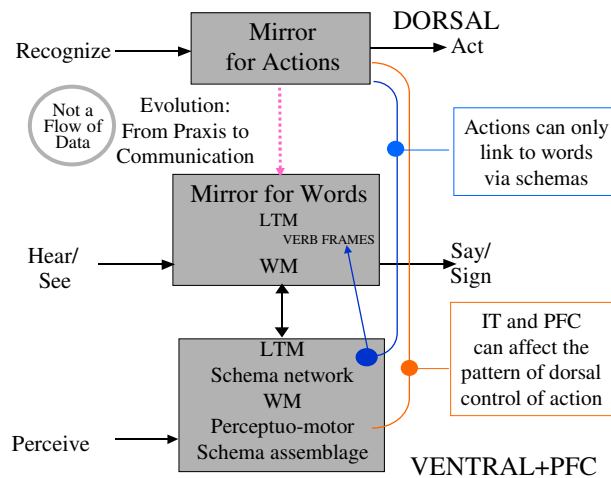 DORSAL
Recognize
Mirror
for Actions
Act
Not a
Flow of
Data
Evolution:
From Praxis to
Communication
Actions can only
link to words
via schemas
Mirror for Words
LTM
VERB FRAMES
WM
Hear/
See
Say/
Sign
LTM
Schema network
WM
Perceptuo-motor
Schema assemblage
IT and PFC
can affect the
pattern of dorsal
control of action
Perceive
VENTRAL+PFC